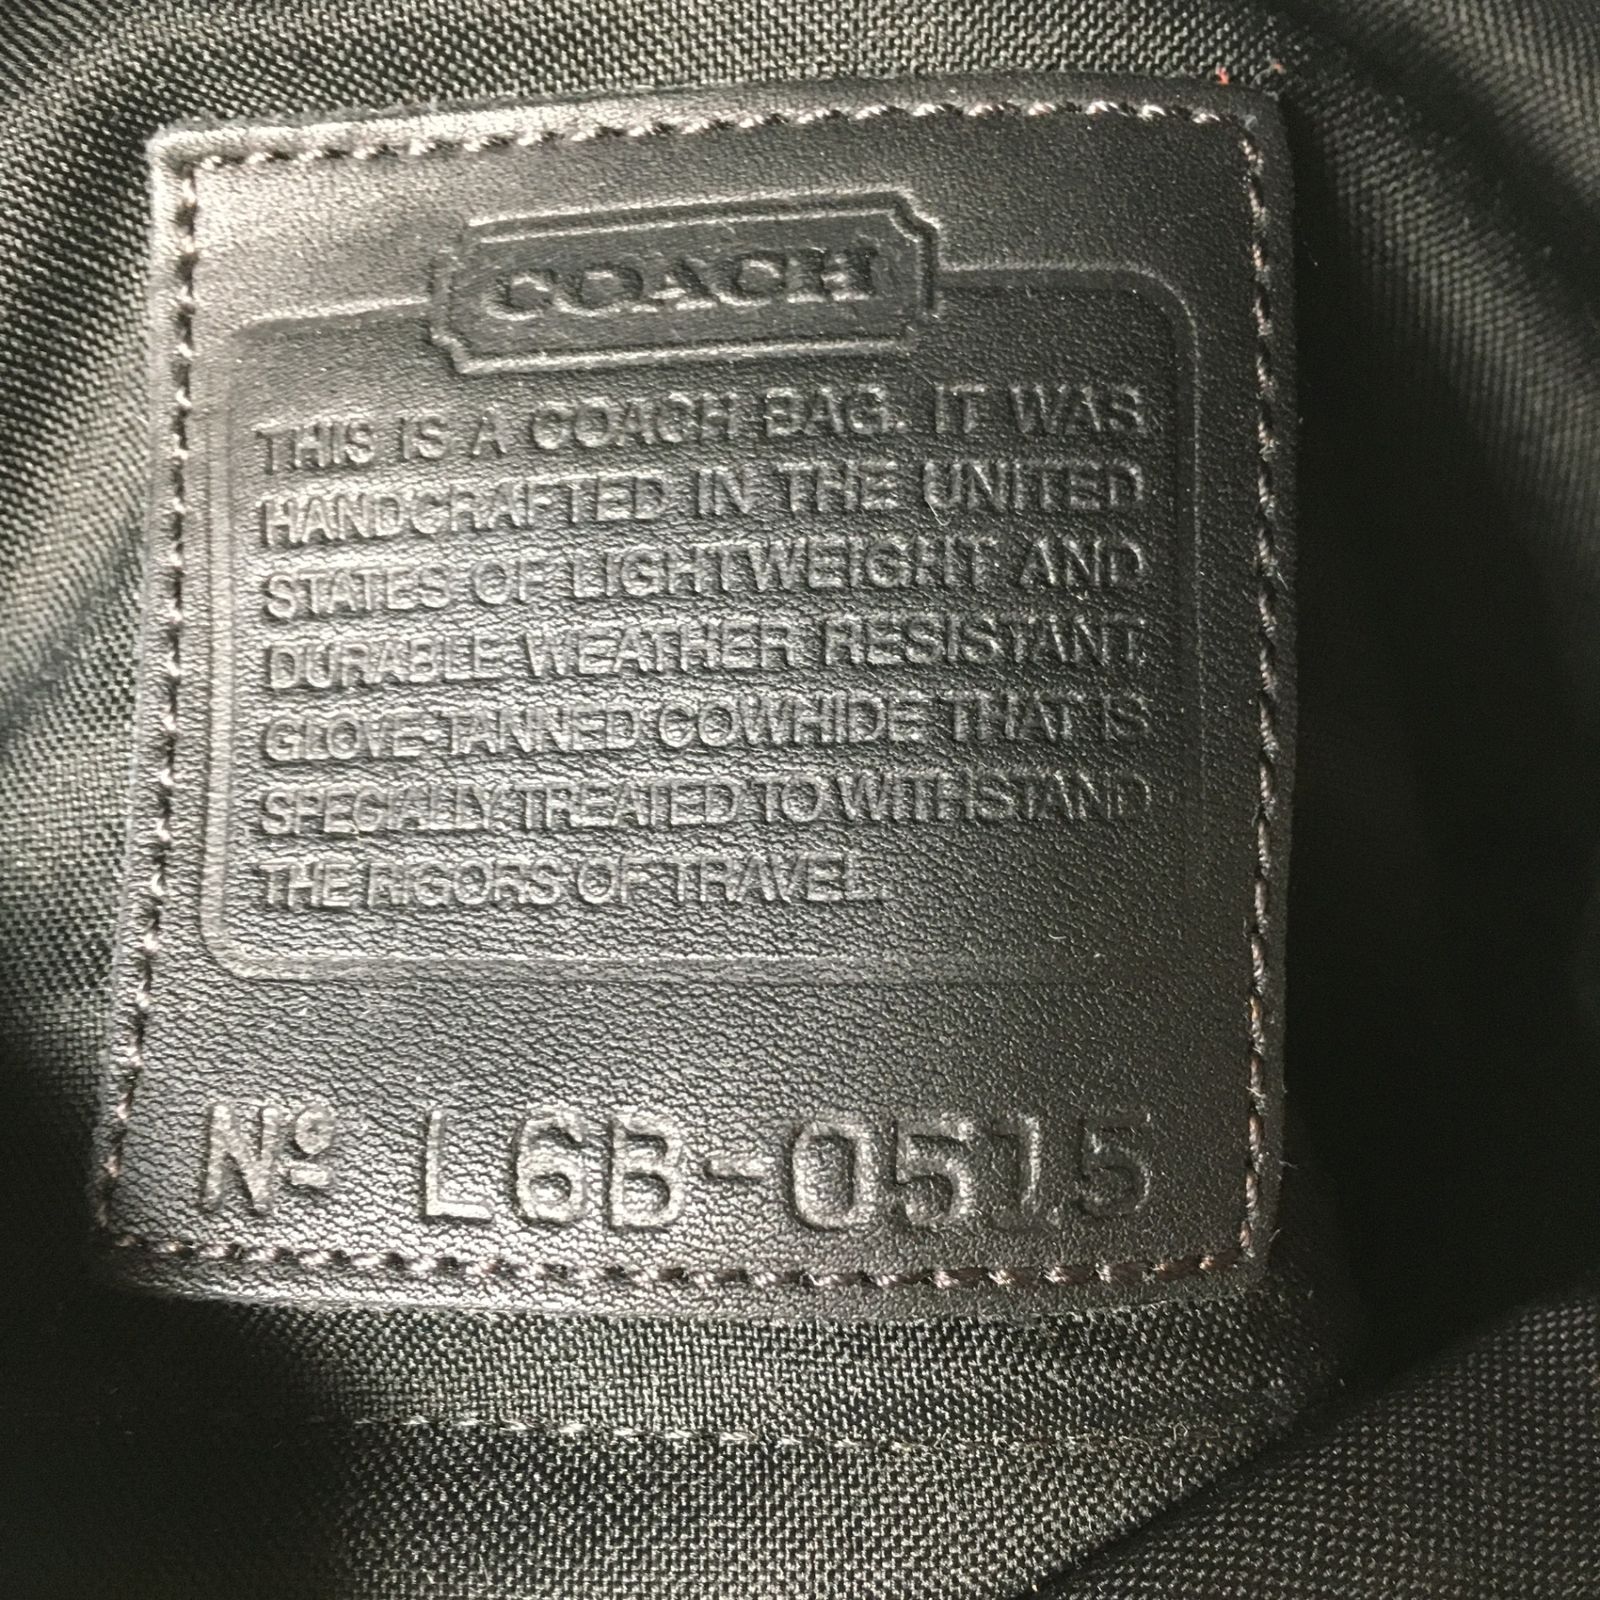 COACH
THIS IS A COACH BAG. IT WAS
HANDCRAFTED IN THE UNITED
STATES OF LIGHTWEIGHT AND
DURABLE WEATHER RESISTANT,
GLOVE-TANNED COWHIDE THAT IS
SPECIALLY TREATED TO WITHSTAND
THE RIGORS OF TRAVEL.
Nº L6B-0515